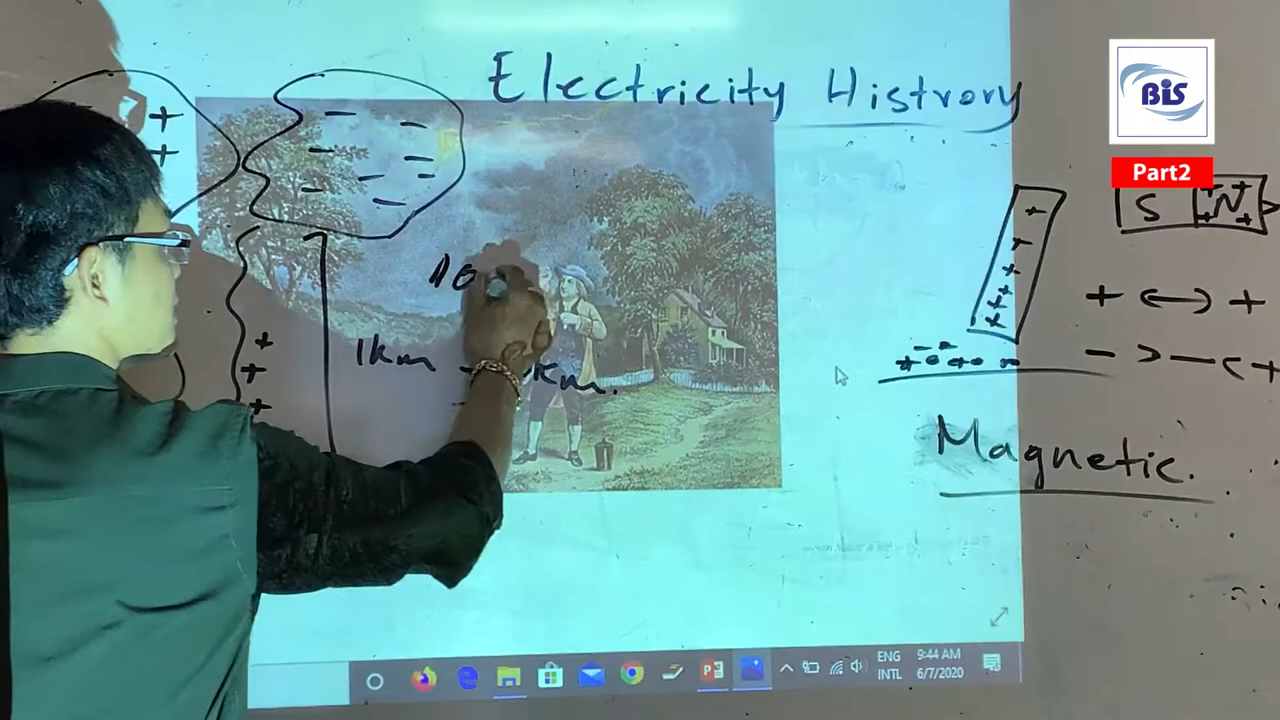 Electricity Histrory
BiS
Part2
+
+
S N
+ ↔ +
1km - km.
Magnetic.
ENG
INTL
9:44 AM
6/7/2020